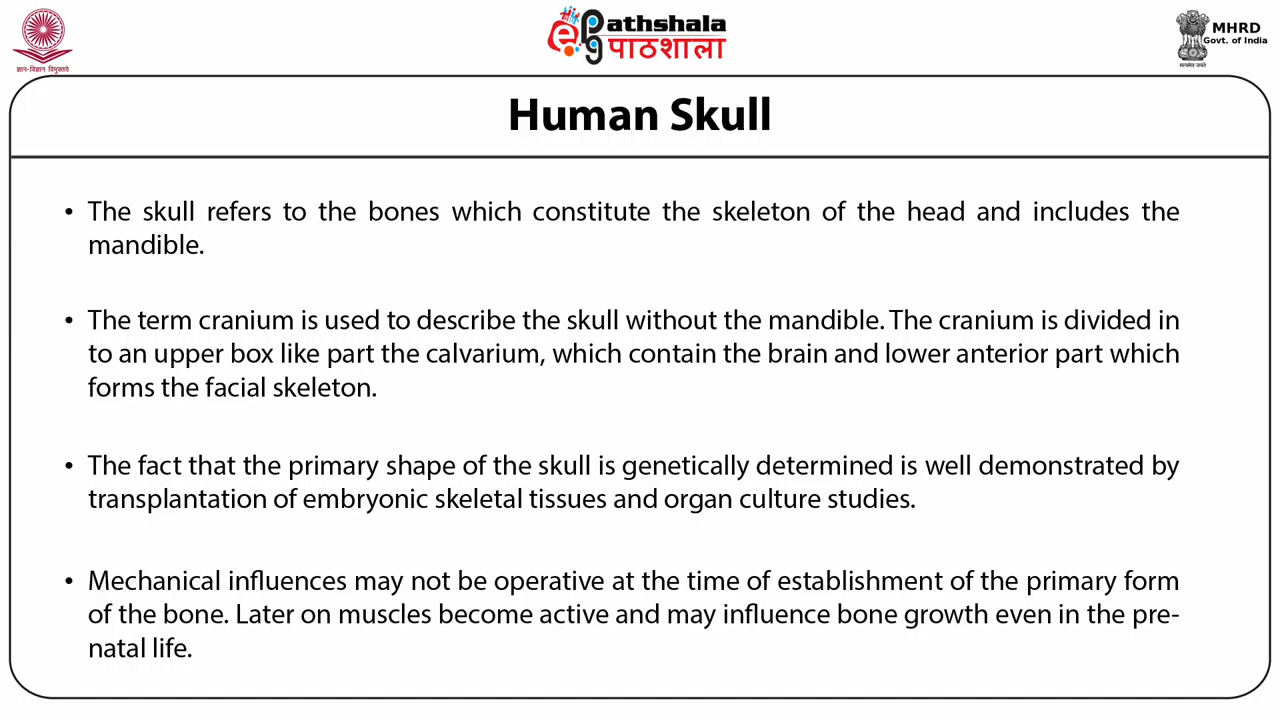 ePathshala
पाठशाला
MHRD
Govt. of India
ज्ञान-विज्ञान विमुक्तये
सत्यमेव जयते
Human Skull
• The skull refers to the bones which constitute the skeleton of the head and includes the
mandible.
• The term cranium is used to describe the skull without the mandible. The cranium is divided in
to an upper box like part the calvarium, which contain the brain and lower anterior part which
forms the facial skeleton.
• The fact that the primary shape of the skull is genetically determined is well demonstrated by
transplantation of embryonic skeletal tissues and organ culture studies.
• Mechanical influences may not be operative at the time of establishment of the primary form
of the bone. Later on muscles become active and may influence bone growth even in the pre-
natal life.